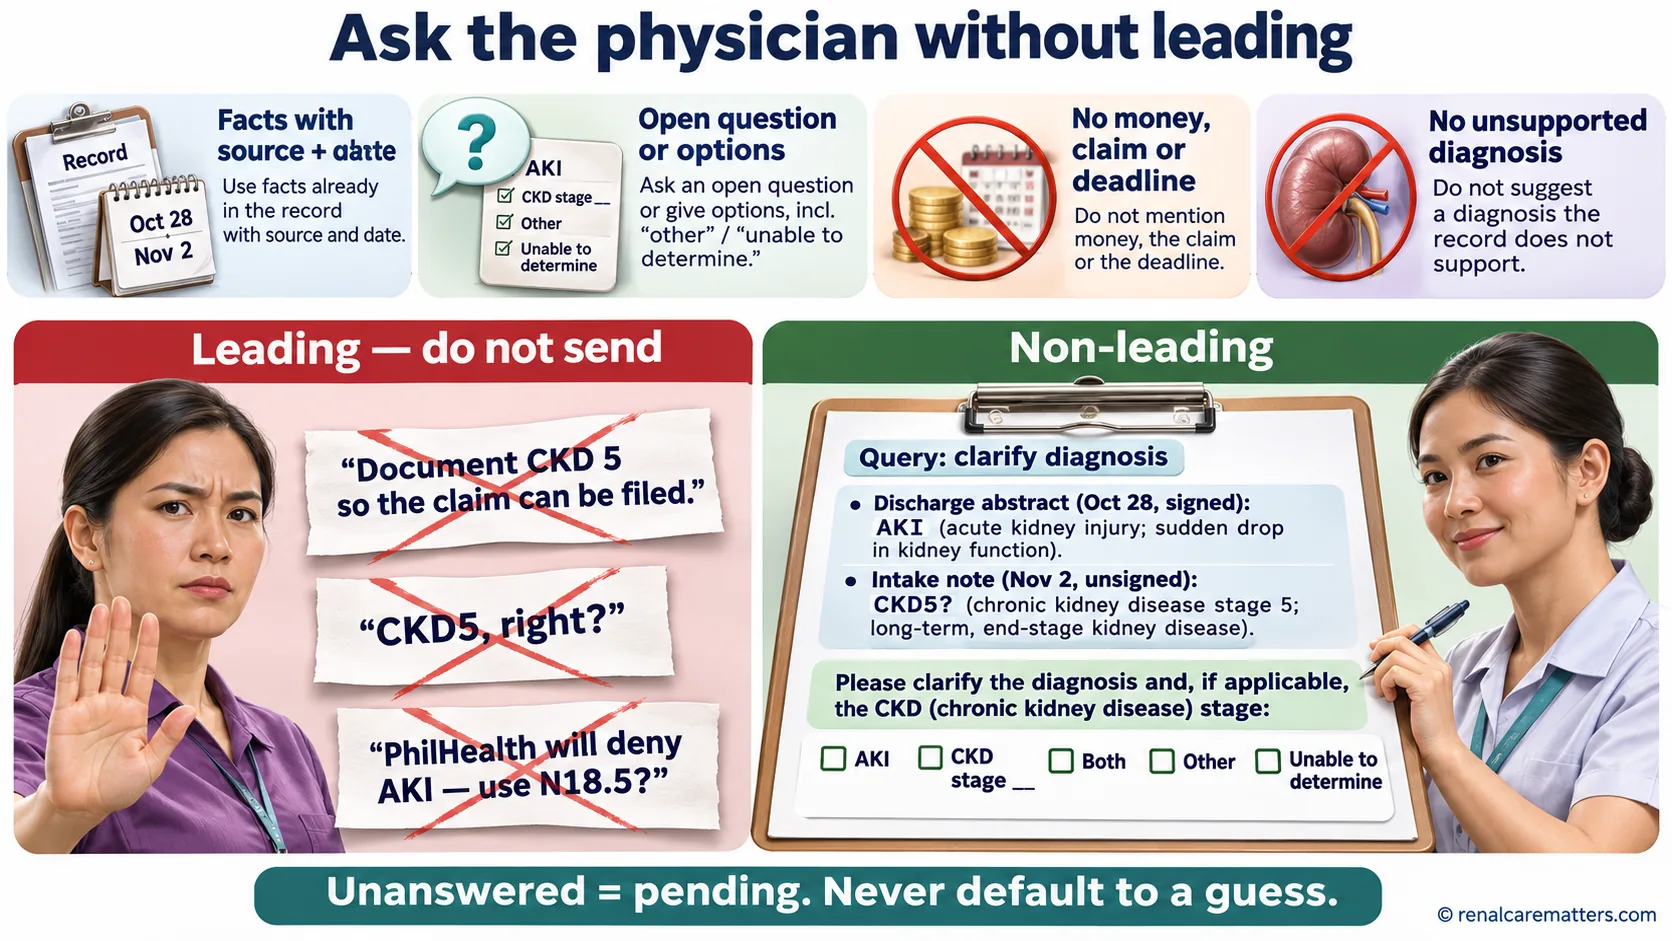 Ask the physician without leading
Record
Oct 28
Nov 2
Facts with
source +
Use facts already
in the record
with source and date.
?
AKI
CKD stage __
Other
Unable to
determine
Open question
or options
Ask an open question
or give options, incl.
“other” / “unable to
determine.”
No money,
claim or
deadline
Do not mention
money, the claim
or the deadline.
No unsupported
diagnosis
Do not suggest
a diagnosis the
record does not
support.
Leading — do not send
“Document CKD 5
so the claim can be filed.”
“CKD5, right?”
“PhilHealth will deny
AKI — use N18.5?”
Non-leading
Query: clarify diagnosis
• Discharge abstract (Oct 28, signed):
AKI (acute kidney injury; sudden drop
in kidney function).
• Intake note (Nov 2, unsigned):
CKD5? (chronic kidney disease stage 5;
long-term, end-stage kidney disease).
Please clarify the diagnosis and, if applicable,
the CKD (chronic kidney disease) stage:
AKI
CKD
stage __
Both
Other
Unable to
determine
Unanswered = pending. Never default to a guess.
© renalcarematters.com